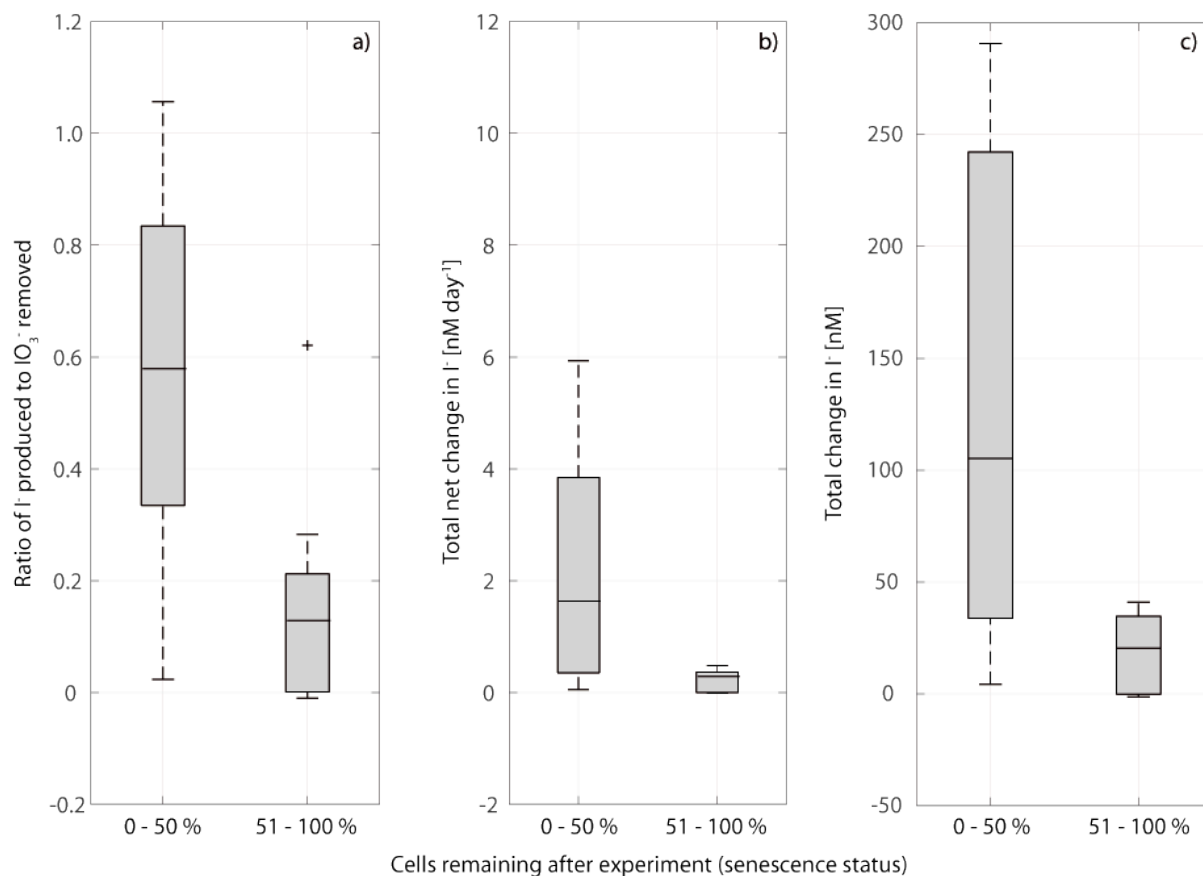 a)
Ratio of I⁻ produced to IO₃⁻ removed
1.2
1.0
0.8
0.6
0.4
0.2
0
-0.2
0 - 50 %
51 - 100 %
b)
Total net change in I⁻ [nM day⁻¹]
12
10
8
6
4
2
0
-2
0 - 50 %
51 - 100 %
c)
Total change in I⁻ [nM]
300
250
200
150
100
50
0
-50
0 - 50 %
51 - 100 %
Cells remaining after experiment (senescence status)